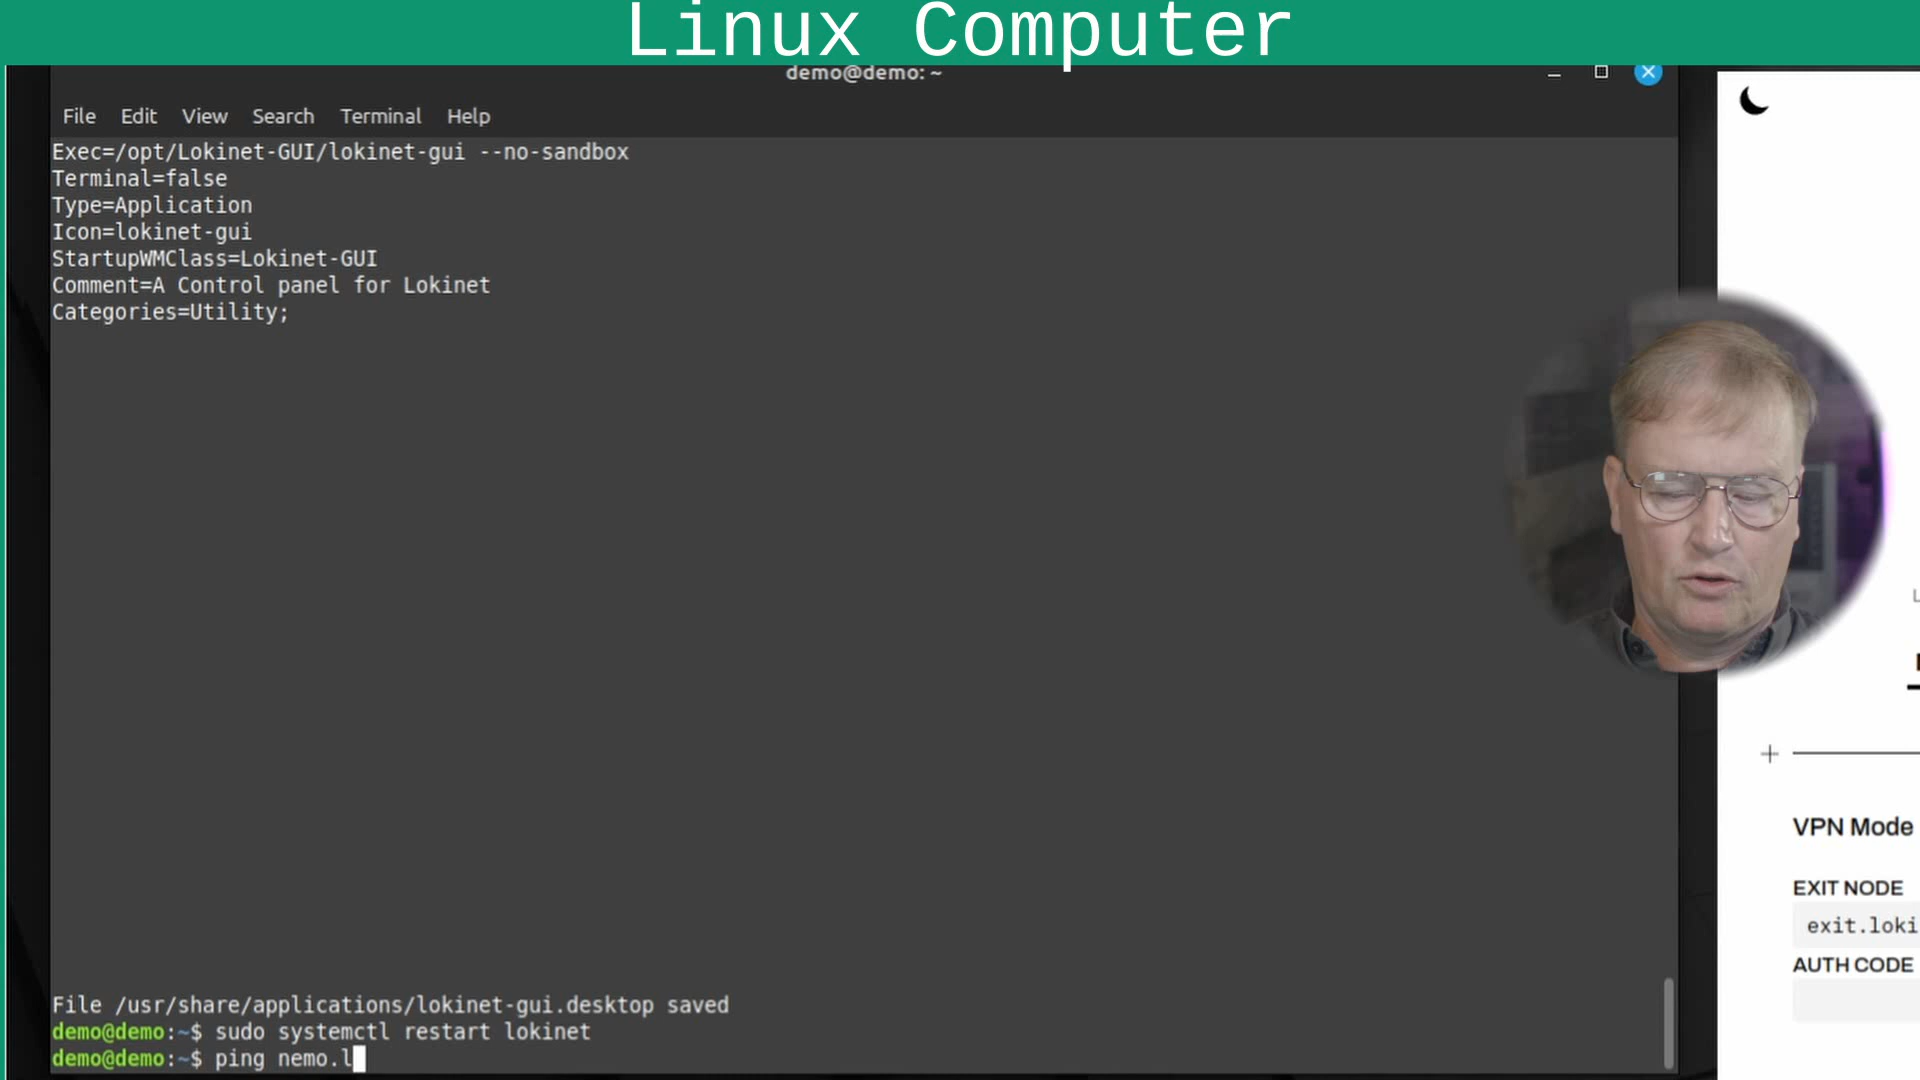 Linux Computer
demo@demo: ~
File Edit View Search Terminal Help
Exec=/opt/Lokinet-GUI/lokinet-gui --no-sandbox
Terminal=false
Type=Application
Icon=lokinet-gui
StartupWMClass=Lokinet-GUI
Comment=A Control panel for Lokinet
Categories=Utility;
File /usr/share/applications/lokinet-gui.desktop saved
demo@demo:~$ sudo systemctl restart lokinet
demo@demo:~$ ping nemo.l
VPN Mode
EXIT NODE
exit.loki
AUTH CODE